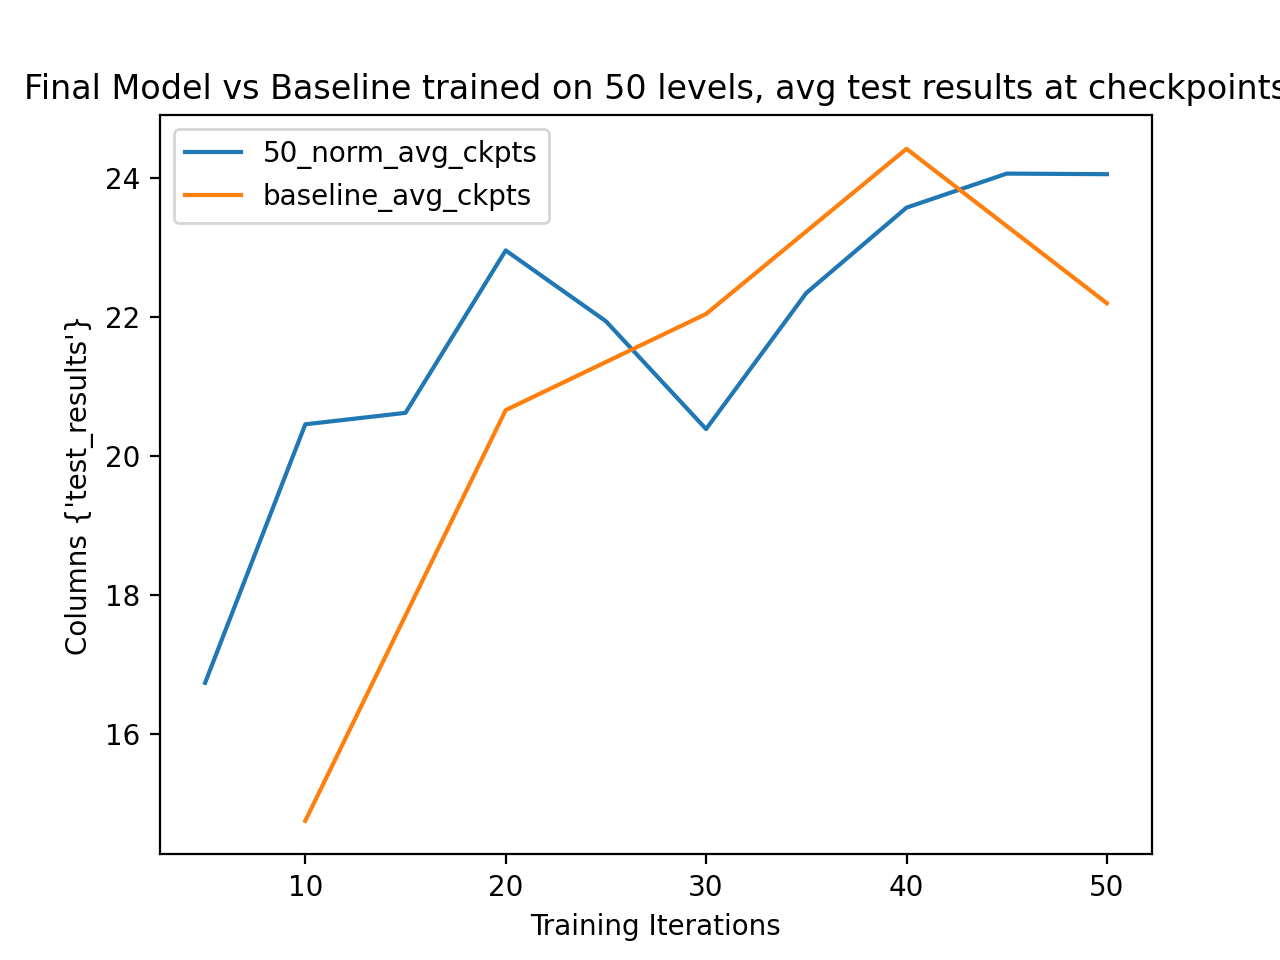 Final Model vs Baseline trained on 50 levels, avg test results at checkpoints
50_norm_avg_ckpts
baseline_avg_ckpts
24
22
20
18
16
Columns {'test_results'}
10 20 30 40 50
Training Iterations